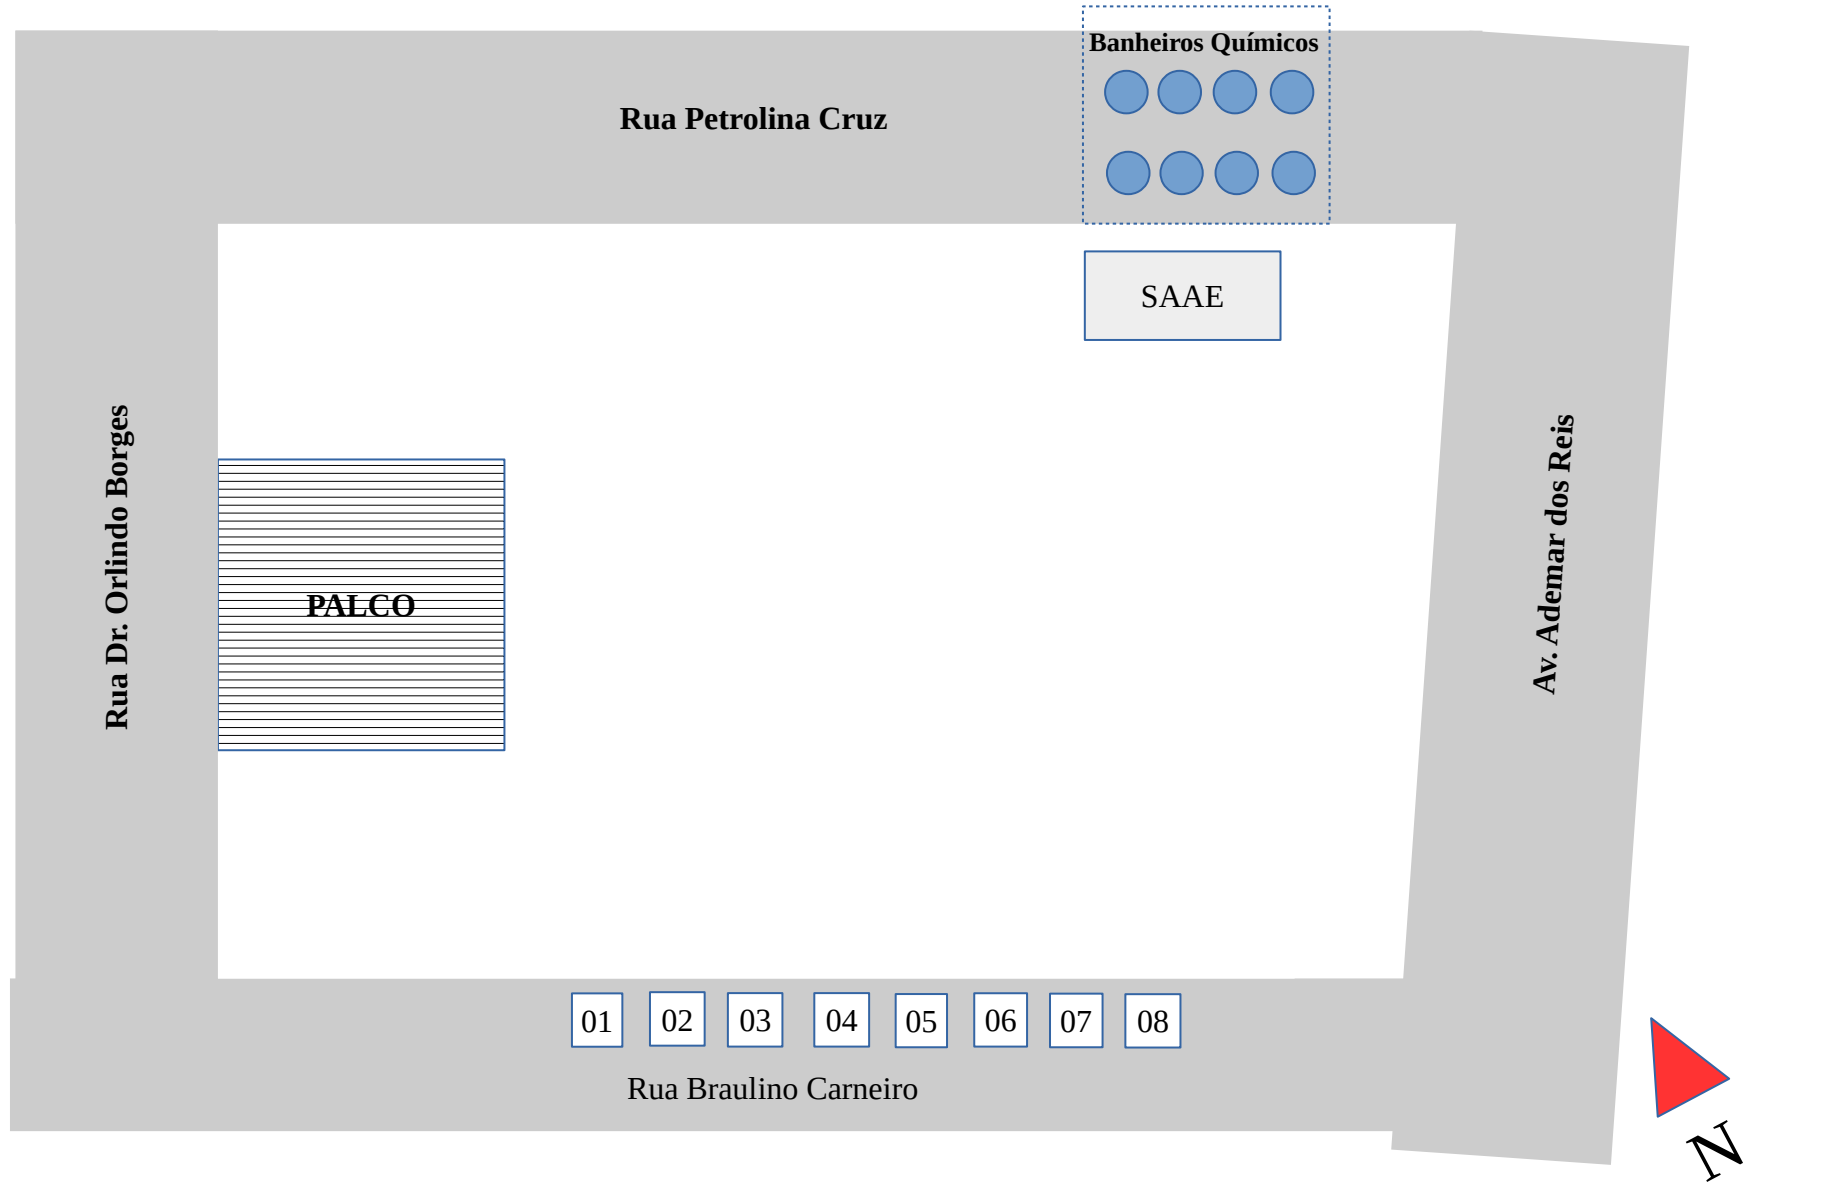 Banheiros Químicos
Rua Petrolina Cruz
SAAE
Rua Dr. Orlindo Borges
PALCO
Av. Ademar dos Reis
01 02 03 04 05 06 07 08
Rua Braulino Carneiro
N